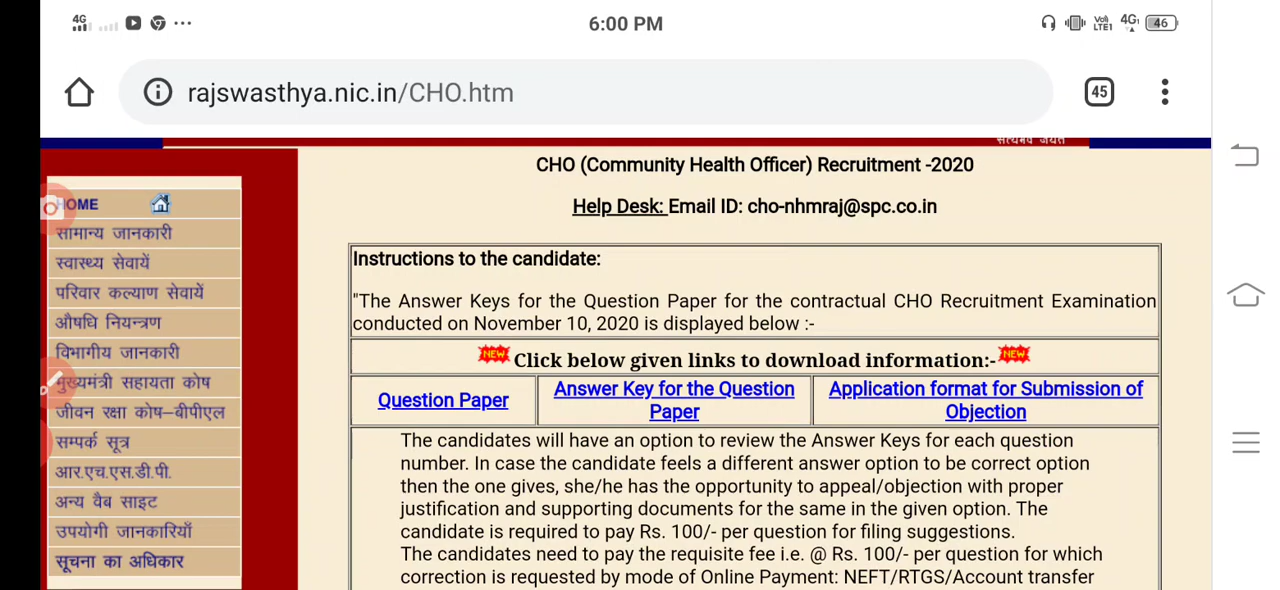 4G
6:00 PM
VoLTE1
4G
46
rajswasthya.nic.in/CHO.htm
45
सत्यमेव जयते
CHO (Community Health Officer) Recruitment -2020
Help Desk: Email ID: cho-nhmraj@spc.co.in
HOME
सामान्य जानकारी
स्वास्थ्य सेवायें
परिवार कल्याण सेवायें
औषधि नियन्त्रण
विभागीय जानकारी
मुख्यमंत्री सहायता कोष
जीवन रक्षा कोष–बीपीएल
सम्पर्क सूत्र
आर.एच.एस.डी.पी.
अन्य वैब साइट
उपयोगी जानकारियाँ
सूचना का अधिकार
Instructions to the candidate:
"The Answer Keys for the Question Paper for the contractual CHO Recruitment Examination
conducted on November 10, 2020 is displayed below :-
NEW Click below given links to download information:- NEW
Question Paper
Answer Key for the Question
Paper
Application format for Submission of
Objection
The candidates will have an option to review the Answer Keys for each question
number. In case the candidate feels a different answer option to be correct option
then the one gives, she/he has the opportunity to appeal/objection with proper
justification and supporting documents for the same in the given option. The
candidate is required to pay Rs. 100/- per question for filing suggestions.
The candidates need to pay the requisite fee i.e. @ Rs. 100/- per question for which
correction is requested by mode of Online Payment: NEFT/RTGS/Account transfer